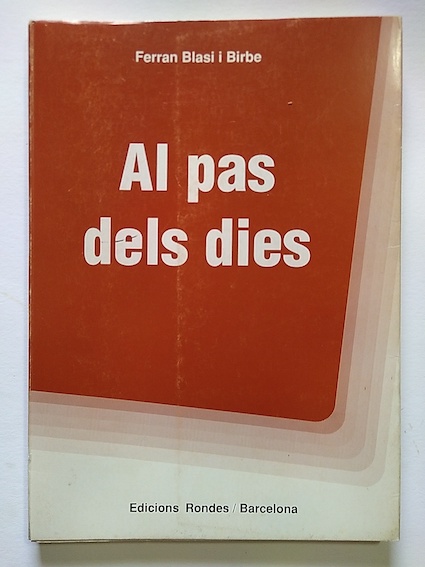 Ferran Blasi i Birbe
Al pas
dels dies
Edicions Rondes / Barcelona